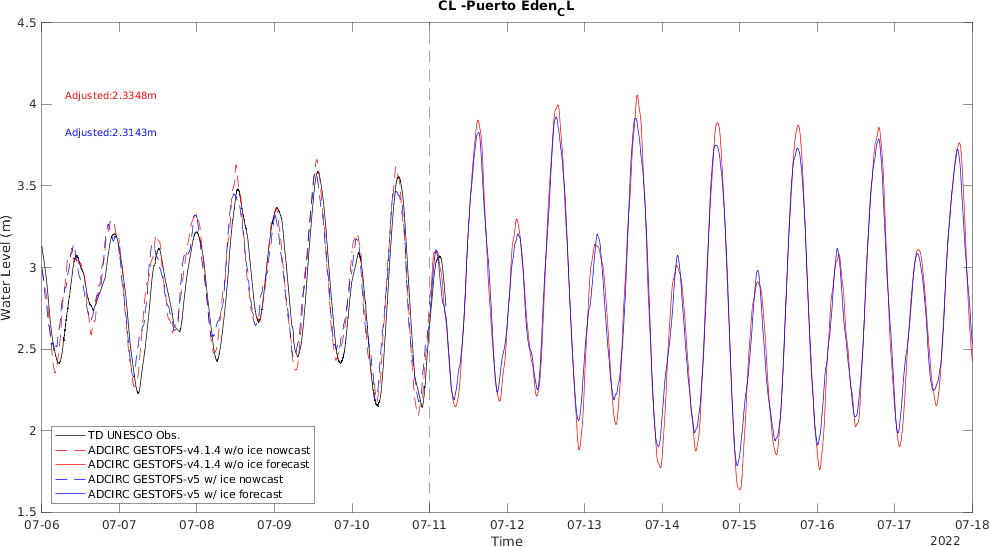 CL -Puerto Eden_CL
Adjusted:2.3348m
Adjusted:2.3143m
Water Level (m)
4.5
4
3.5
3
2.5
2
1.5
TD UNESCO Obs.
ADCIRC GESTOFS-v4.1.4 w/o ice nowcast
ADCIRC GESTOFS-v4.1.4 w/o ice forecast
ADCIRC GESTOFS-v5 w/ ice nowcast
ADCIRC GESTOFS-v5 w/ ice forecast
07-06 07-07 07-08 07-09 07-10 07-11 07-12 07-13 07-14 07-15 07-16 07-17 07-18
Time
2022